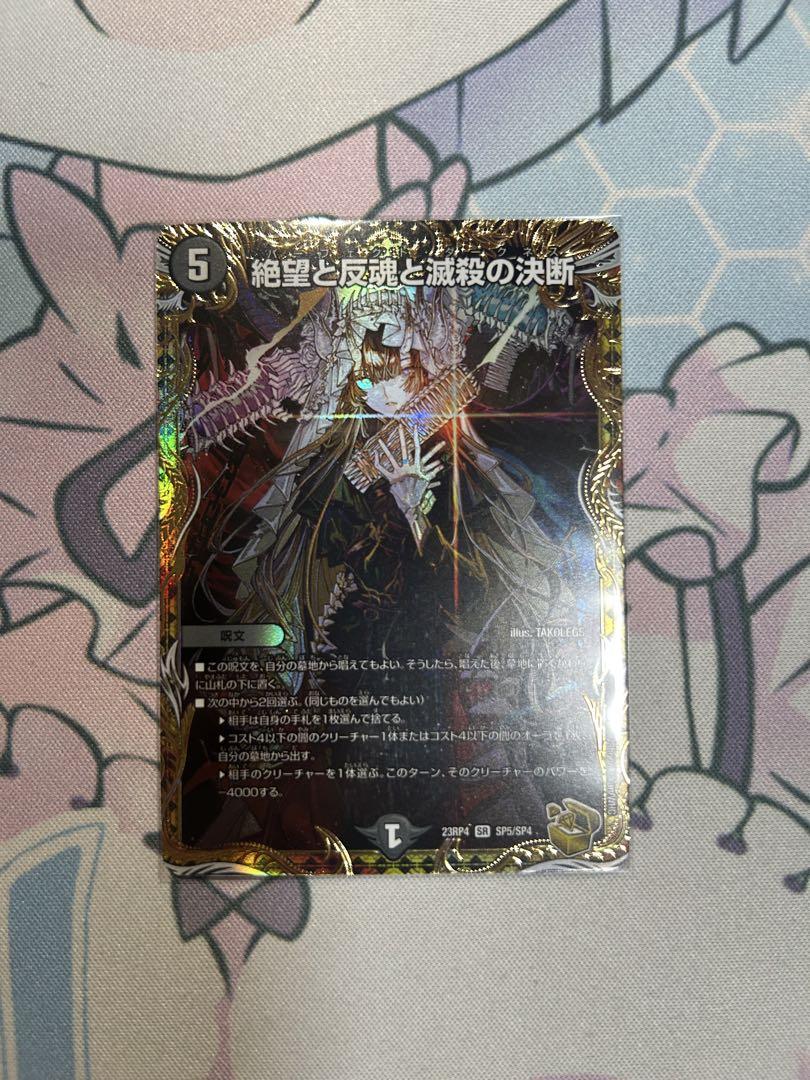 5
絶望と反魂と滅殺の決断
呪文
illus. TAKOLEGS
■この呪文を、自分の墓地から唱えてもよい。そうしたら、唱えた後、墓地に置くかわり
に山札の下に置く。
■次の中から2回選ぶ。(同じものを選んでもよい)
▶相手は自身の手札を1枚選んで捨てる。
▶コスト4以下の闇のクリーチャー1体またはコスト4以下の闇のオーラを1枚、
自分の墓地から出す。
▶相手のクリーチャーを1体選ぶ。このターン、そのクリーチャーのパワーを
-4000する。
1
23RP4 SR SP5/SP4